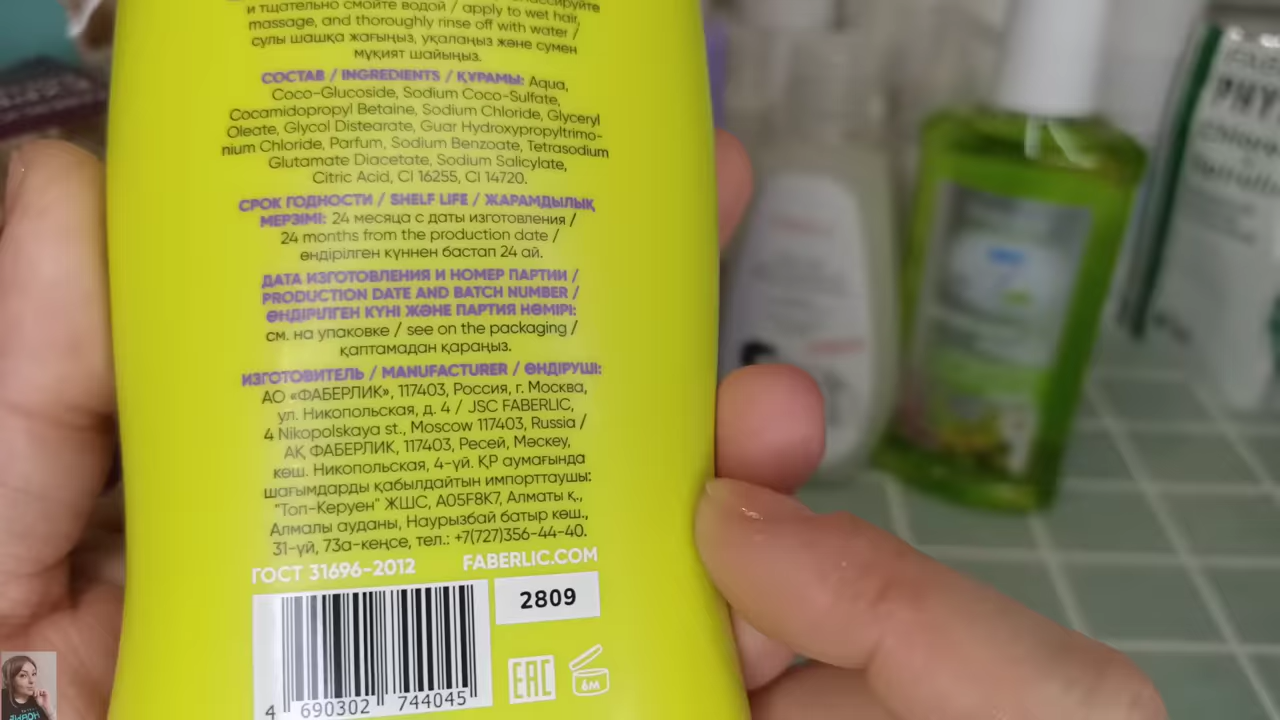 и тщательно смойте водой / apply to wet hair,
massage, and thoroughly rinse off with water /
сулы шашқа жағыңыз, уқалаңыз және сумен
мұқият шайыңыз.
СОСТАВ / INGREDIENTS / ҚҰРАМЫ: Aqua,
Coco-Glucoside, Sodium Coco-Sulfate,
Cocamidopropyl Betaine, Sodium Chloride, Glyceryl
Oleate, Glycol Distearate, Guar Hydroxypropyltrimo-
nium Chloride, Parfum, Sodium Benzoate, Tetrasodium
Glutamate Diacetate, Sodium Salicylate,
Citric Acid, CI 16255, CI 14720.
СРОК ГОДНОСТИ / SHELF LIFE / ЖАРАМДЫЛЫҚ
МЕРЗІМІ: 24 месяца с даты изготовления /
24 months from the production date /
өндірілген күннен бастап 24 ай.
ДАТА ИЗГОТОВЛЕНИЯ И НОМЕР ПАРТИИ /
PRODUCTION DATE AND BATCH NUMBER /
ӨНДІРІЛГЕН КҮНІ ЖӘНЕ ПАРТИЯ НӨМІРІ:
см. на упаковке / see on the packaging /
қаптамадан қараңыз.
ИЗГОТОВИТЕЛЬ / MANUFACTURER / ӨНДІРУШІ:
АО «ФАБЕРЛИК», 117403, Россия, г. Москва,
ул. Никопольская, д. 4 / JSC FABERLIC,
4 Nikopolskaya st., Moscow 117403, Russia /
АҚ ФАБЕРЛИК, 117403, Ресей, Мәскеу,
көш. Никопольская, 4-үй. ҚР аумағында
шағымдарды қабылдайтын импорттаушы:
"Топ-Керуен" ЖШС, A05F8K7, Алматы қ.,
Алмалы ауданы, Наурызбай батыр көш.,
31-үй, 73а-кеңсе, тел.: +7(727)356-44-40.
ГОСТ 31696-2012 FABERLIC.COM
2809
EAC 6M
4 690302 744045
PHY